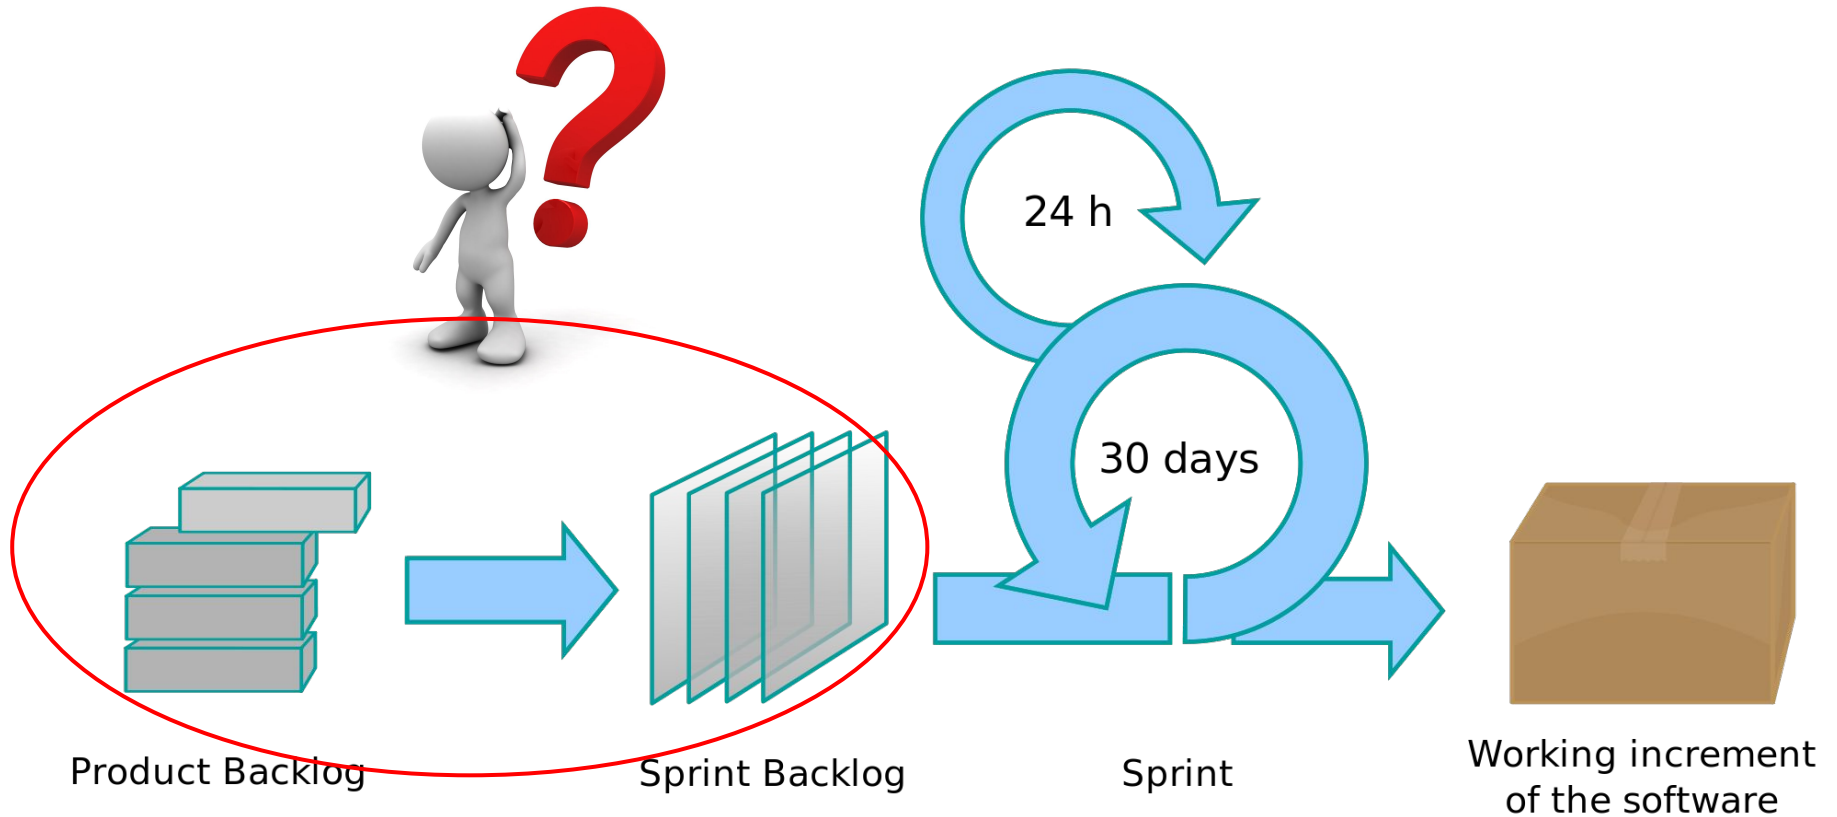 24 h
30 days
Product Backlog
Sprint Backlog
Sprint
Working increment
of the software